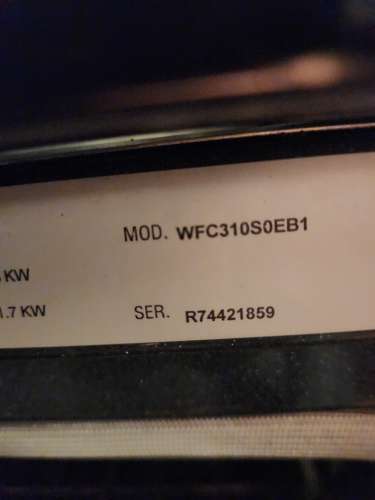 MOD. WFC310S0EB1
KW
1.7 KW
SER. R74421859